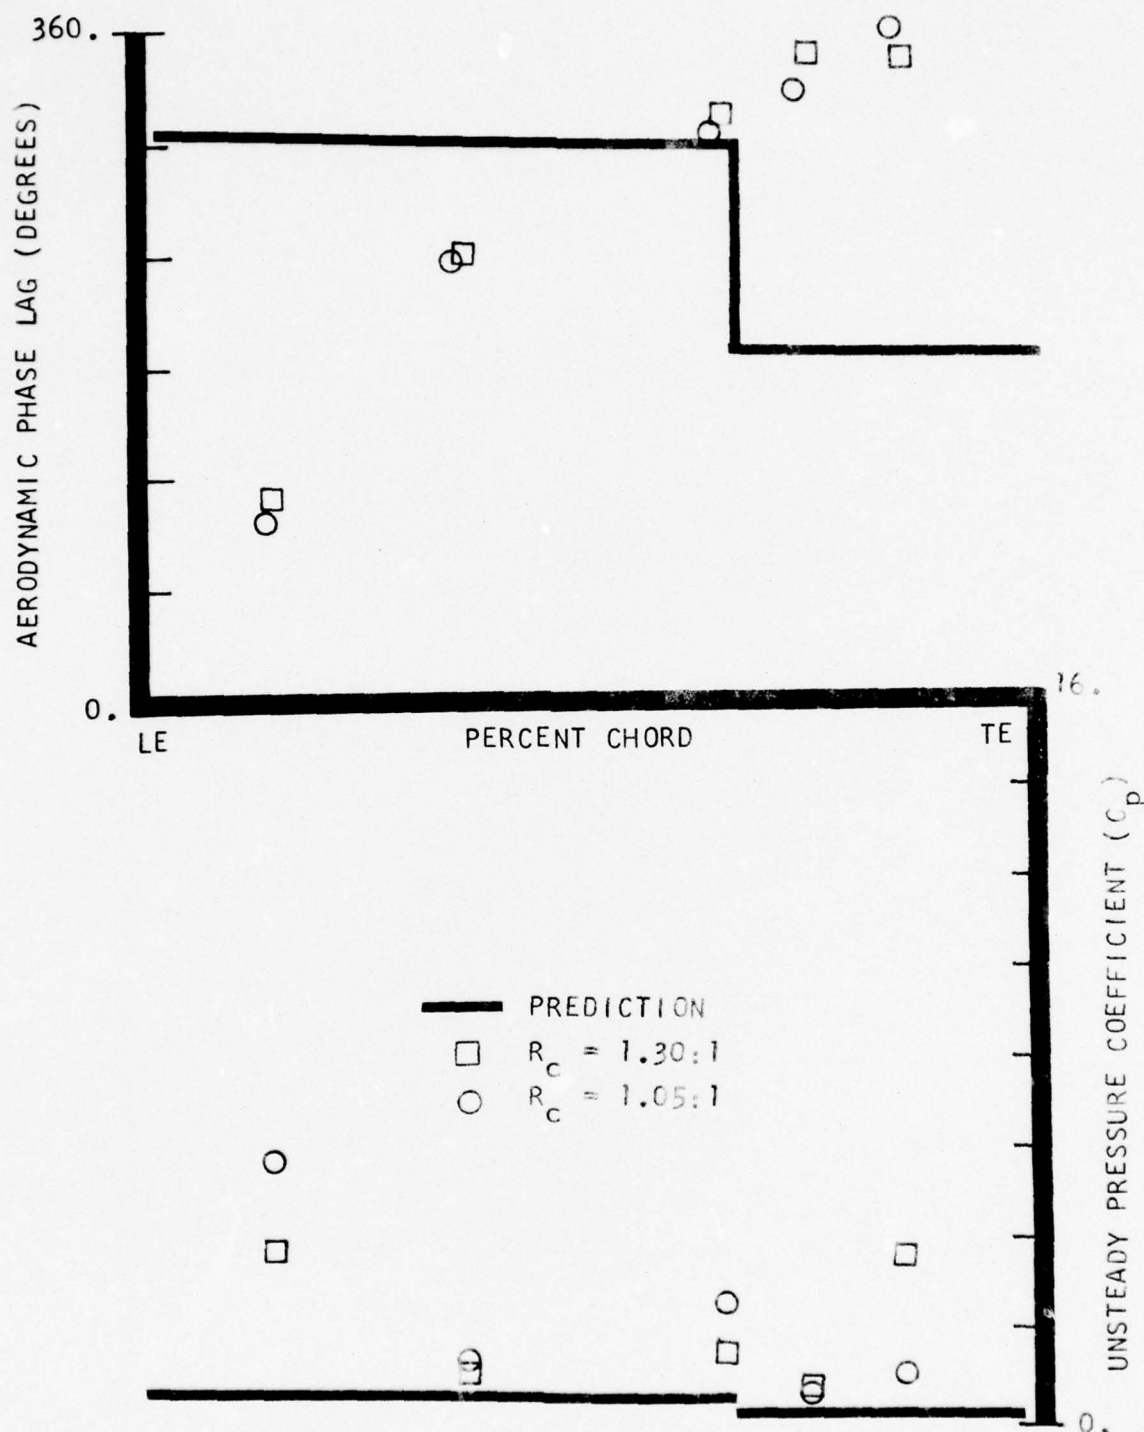 360.
AERODYNAMIC PHASE LAG (DEGREES)
0.
16.
LE
PERCENT CHORD
TE
UNSTEADY PRESSURE COEFFICIENT (Cp)
PREDICTION
Rc = 1.30:1
Rc = 1.05:1
0.